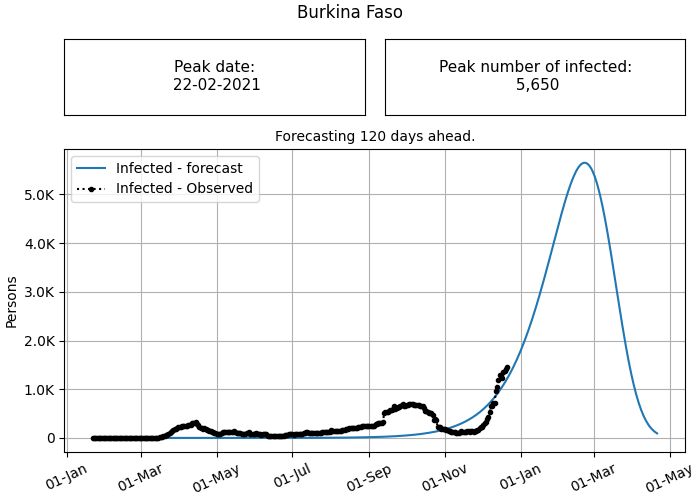 Burkina Faso
Peak date:
22-02-2021
Peak number of infected:
5,650
Forecasting 120 days ahead.
Infected - forecast
Infected - Observed
5.0K
4.0K
3.0K
2.0K
1.0K
0
Persons
01-Jan
01-Mar
01-May
01-Jul
01-Sep
01-Nov
01-Jan
01-Mar
01-May